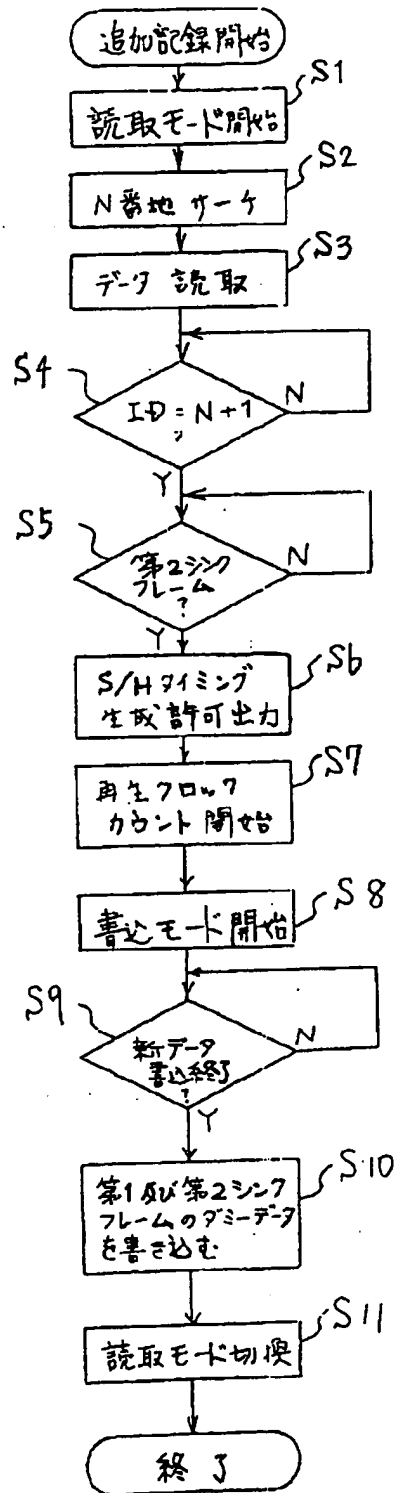 追加記録開始
S1
読取モード開始
S2
N番地サーチ
S3
データ読取
S4
ID=N+1
?
N
Y
S5
第2シンク
フレーム
?
N
Y
S6
S/Hタイミング
生成許可出力
S7
再生クロック
カウント開始
S8
書込モード開始
S9
新データ
書込終了
?
N
Y
S10
第1及び第2シンク
フレームのダミーデータ
を書き込む
S11
読取モード切換
終了